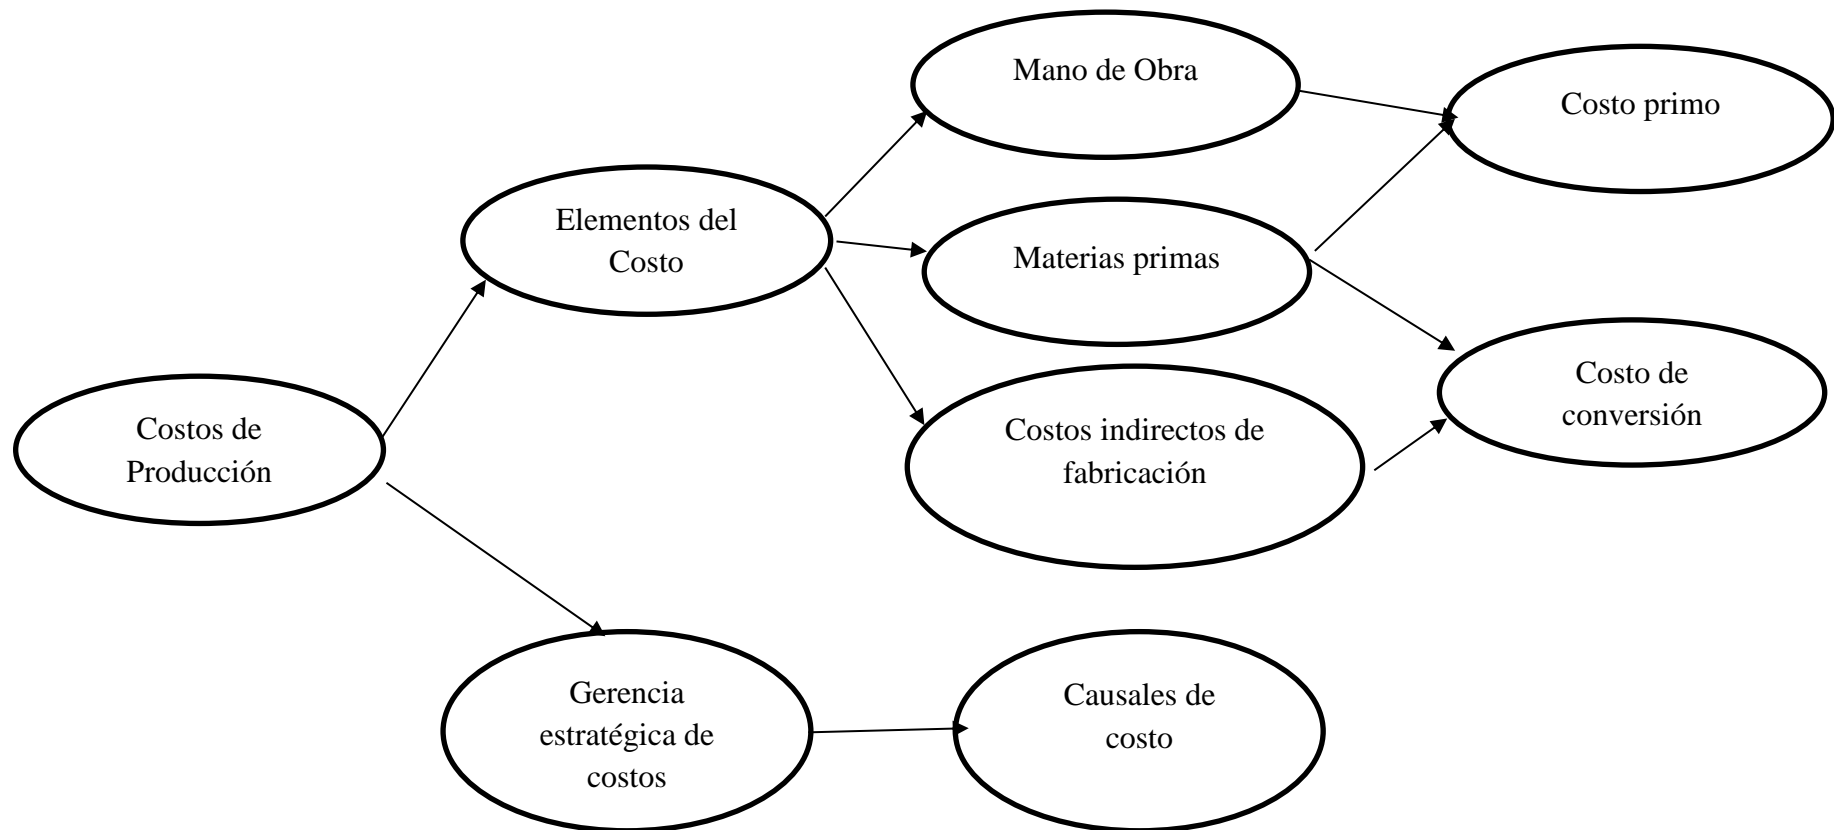 Mano de Obra
Costo primo
Elementos del
Costo
Materias primas
Costo de
conversión
Costos de
Producción
Costos indirectos de
fabricación
Gerencia
estratégica de
costos
Causales de
costo